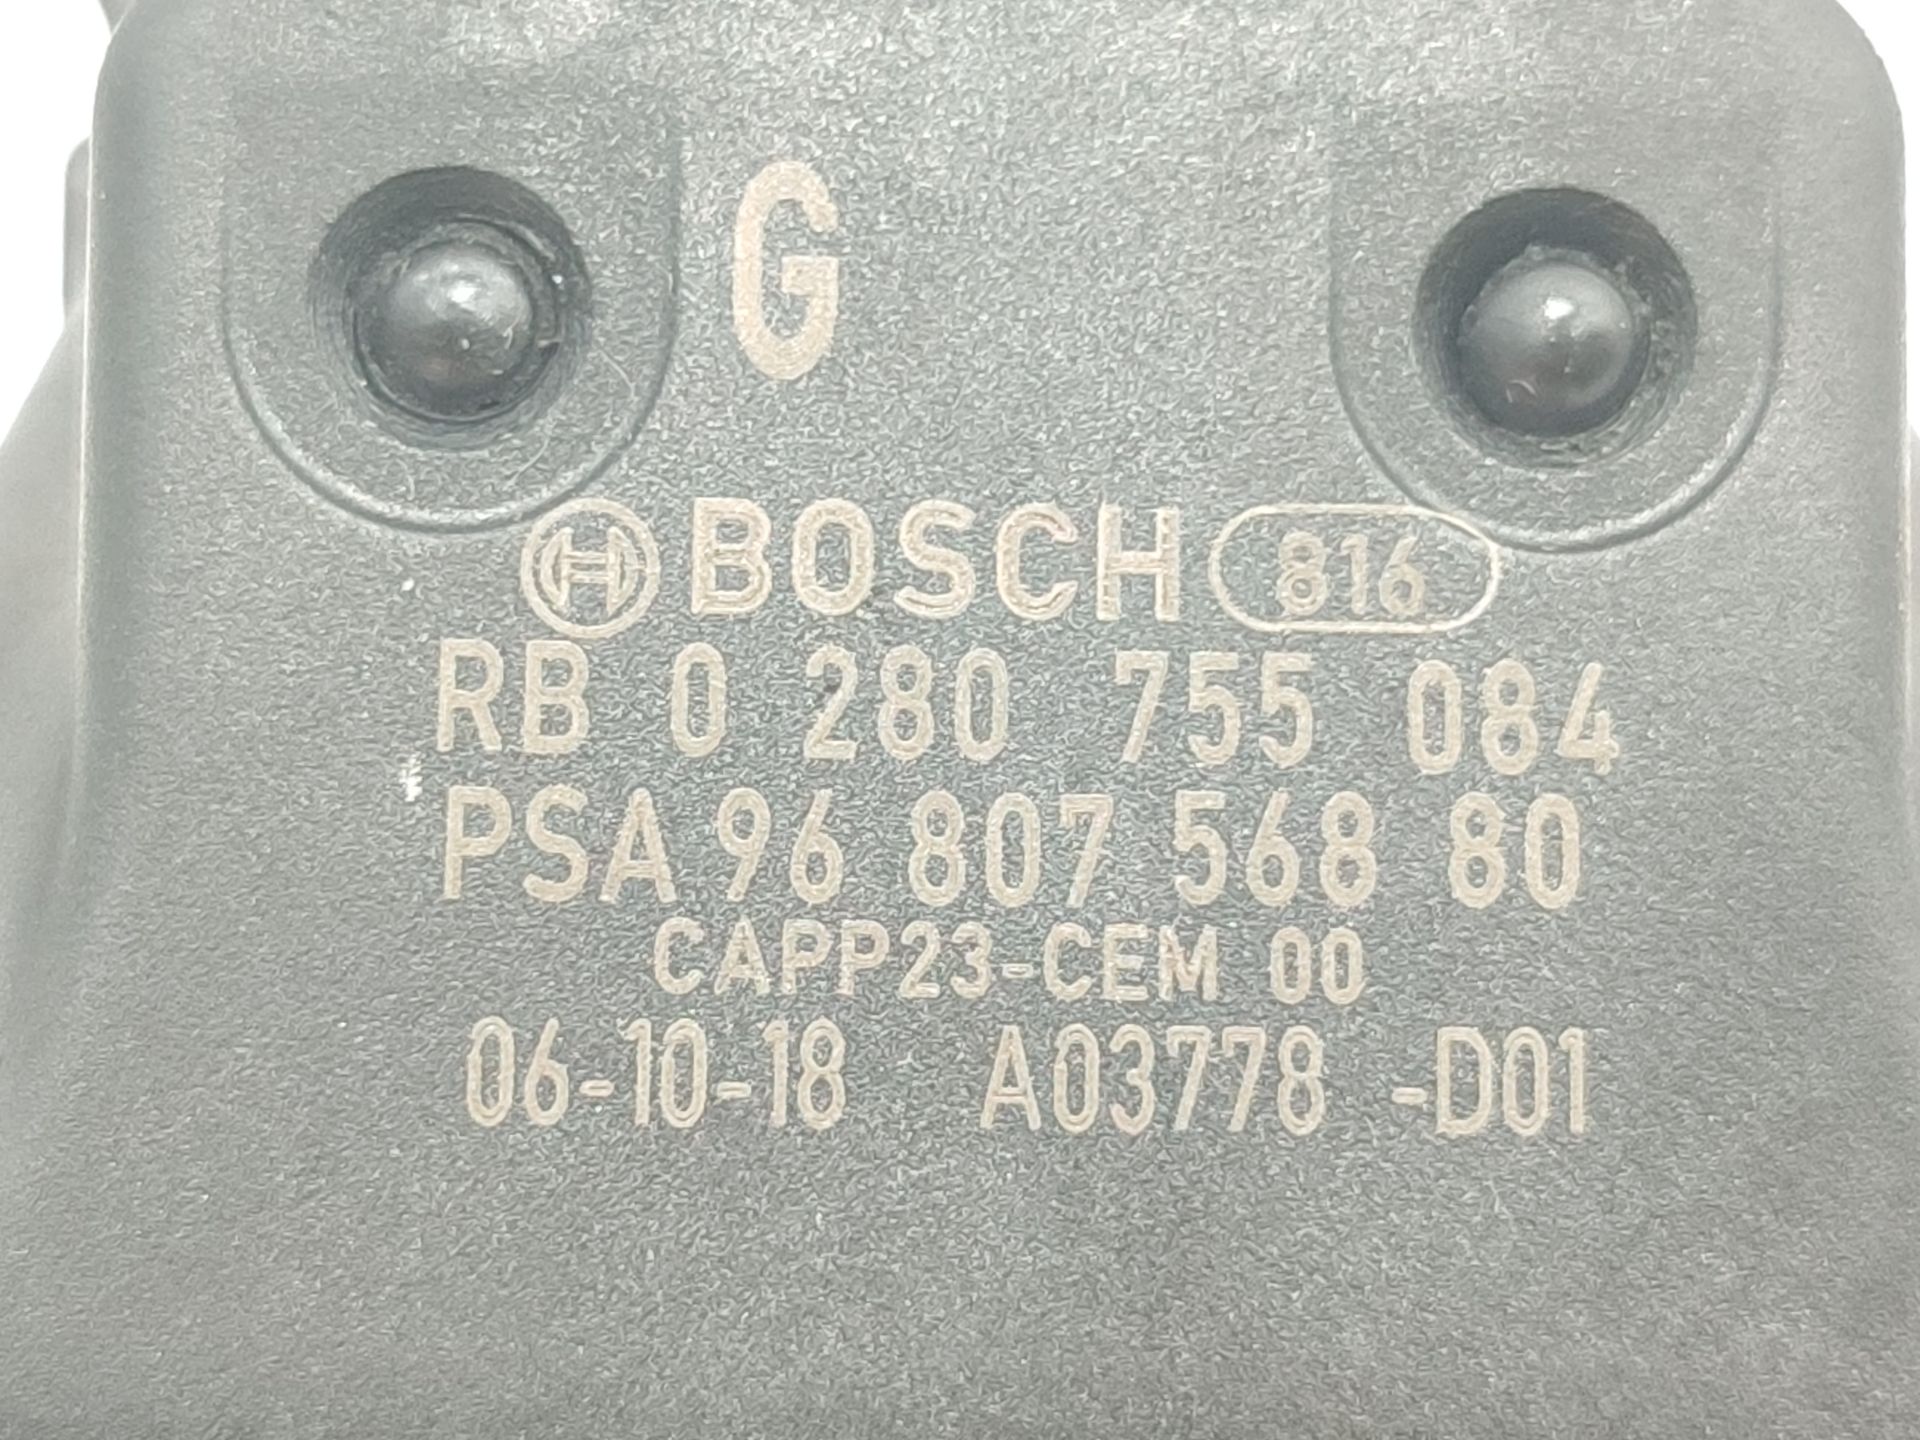 G
BOSCH 816
RB 0 280 755 084
PSA 96 807 568 80
CAPP23-CEM 00
06-10-18 A03778 -D01